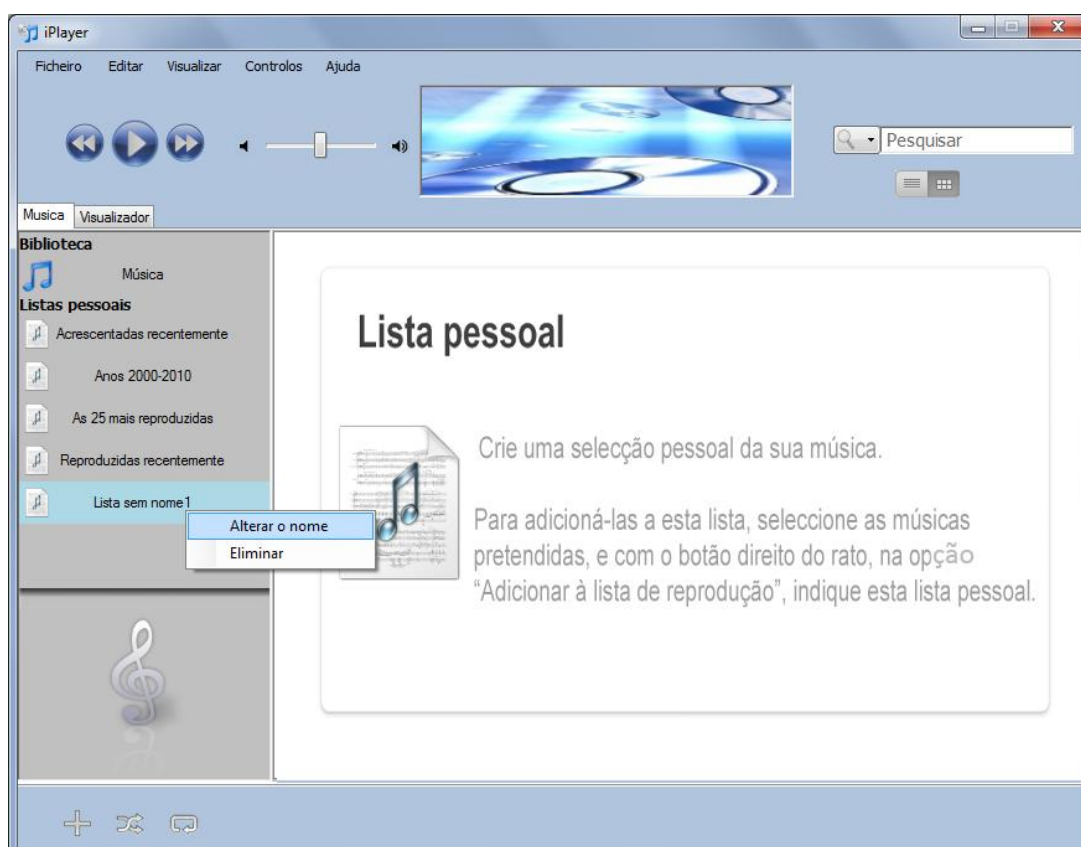 iPlayer
Ficheiro Editar Visualizar Controlos Ajuda
Pesquisar
Musica Visualizador
Biblioteca
Música
Listas pessoais
Acrescentadas recentemente
Anos 2000-2010
As 25 mais reproduzidas
Reproduzidas recentemente
Lista sem nome1
Alterar o nome
Eliminar
Lista pessoal
Crie uma selecção pessoal da sua música.
Para adicioná-las a esta lista, seleccione as músicas
pretendidas, e com o botão direito do rato, na opção
“Adicionar à lista de reprodução”, indique esta lista pessoal.